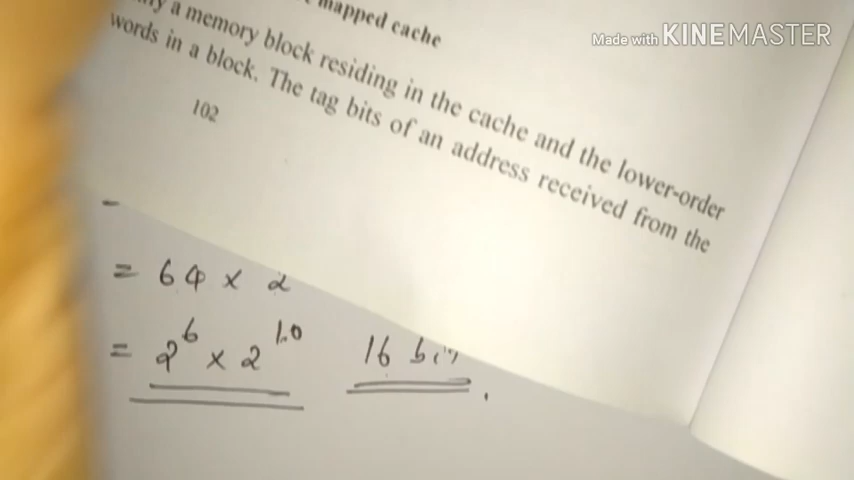 mapped cache
Made with KINEMASTER
a memory block residing in the cache and the lower-order
words in a block. The tag bits of an address received from the
102
= 64 × 2
= 2^6 × 2^10 16